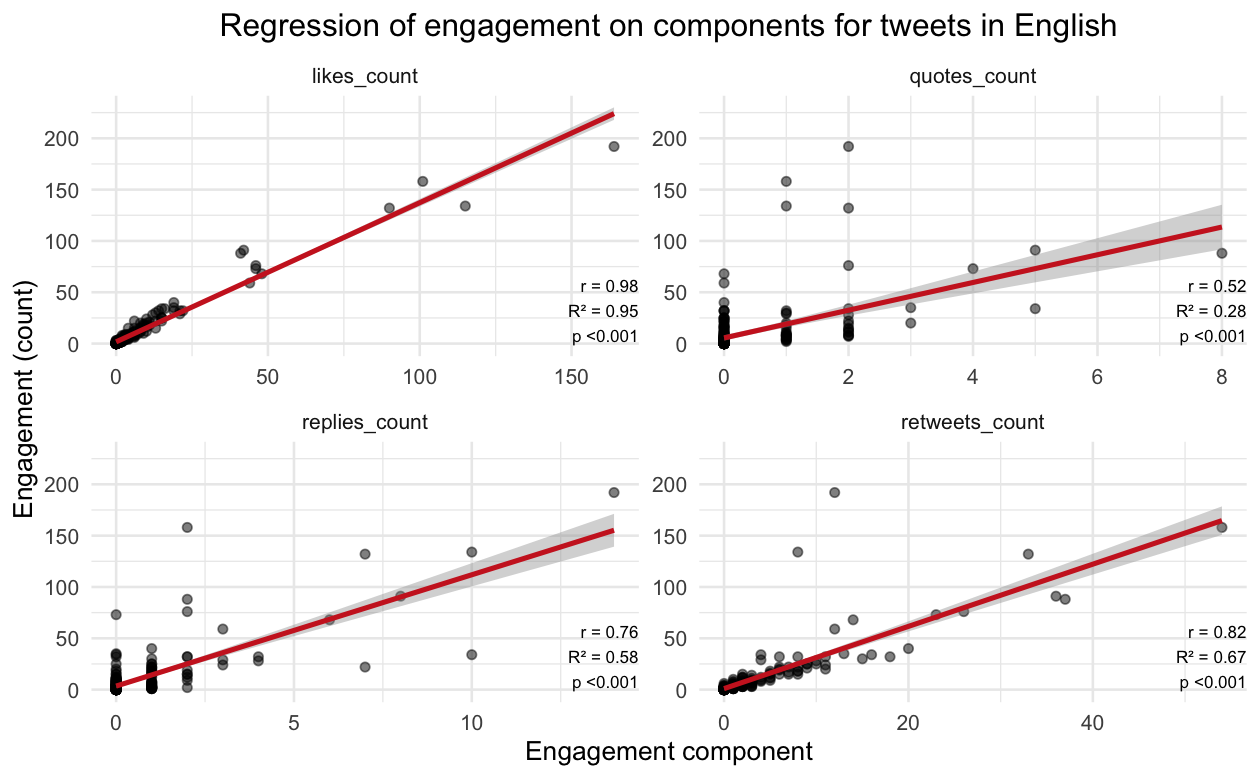 Regression of engagement on components for tweets in English
likes_count
quotes_count
200
150
100
50
0
r = 0.98
R² = 0.95
p <0.001
0
50
100
150
200
150
100
50
0
r = 0.52
R² = 0.28
p <0.001
0
2
4
6
8
replies_count
retweets_count
200
150
100
50
0
r = 0.76
R² = 0.58
p <0.001
0
5
10
200
150
100
50
0
r = 0.82
R² = 0.67
p <0.001
0
20
40
Engagement (count)
Engagement component